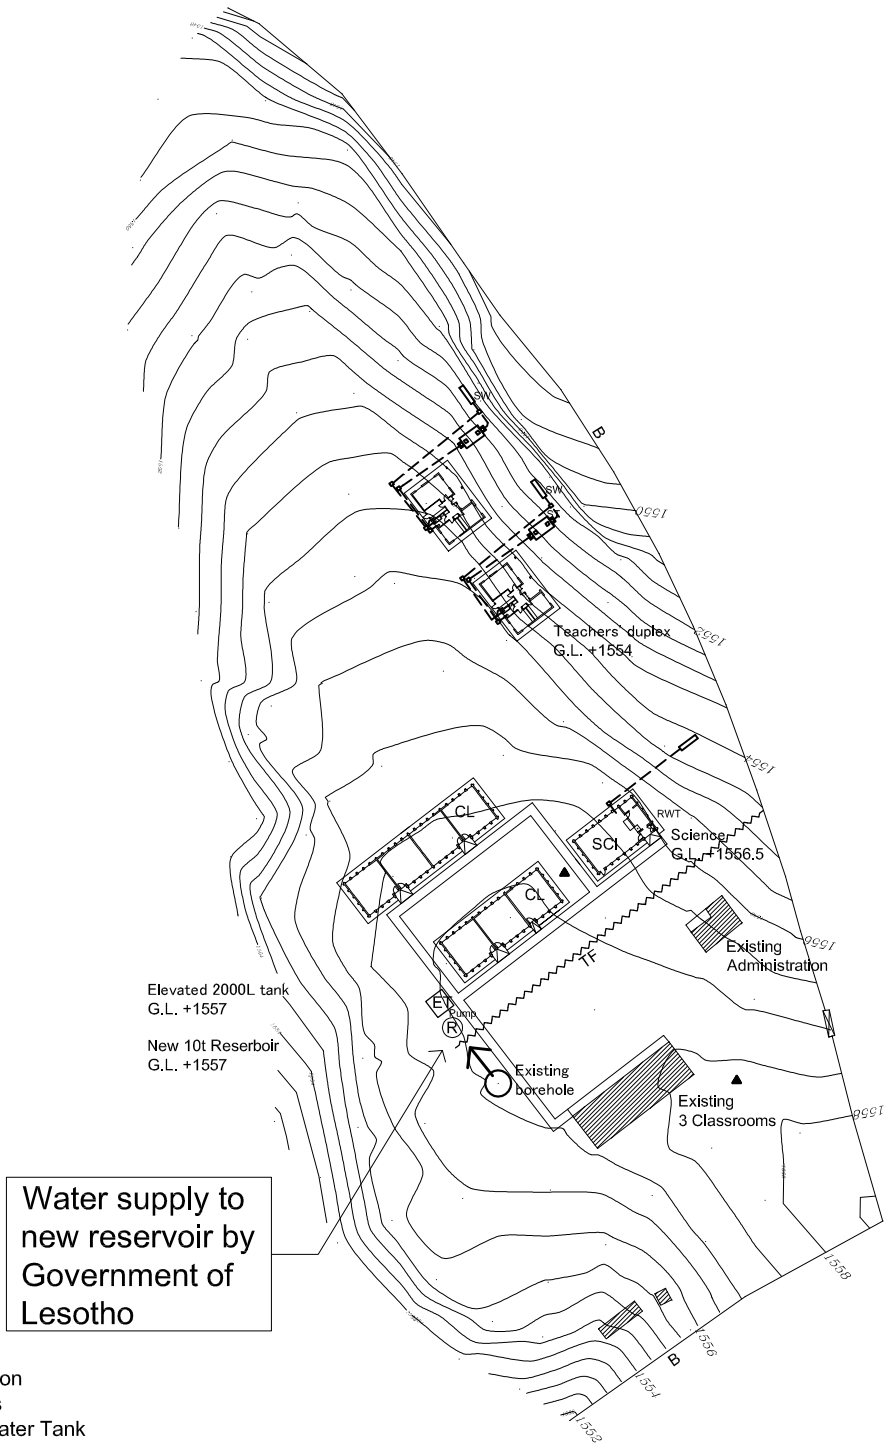 SW
B
SW
ST
1550
1552
Teachers' duplex
G.L. +1554
1554
RWT
CL
SCI
Science
G.L. +1556.5
CL
1556
Existing
Administration
TF
Elevated 2000L tank
G.L. +1557
ET
Pump
R
New 10t Reserboir
G.L. +1557
Existing
borehole
Existing
3 Classrooms
1558
Water supply to
new reservoir by
Government of
Lesotho
1558
1556
B
1554
1552
on
s
ater Tank